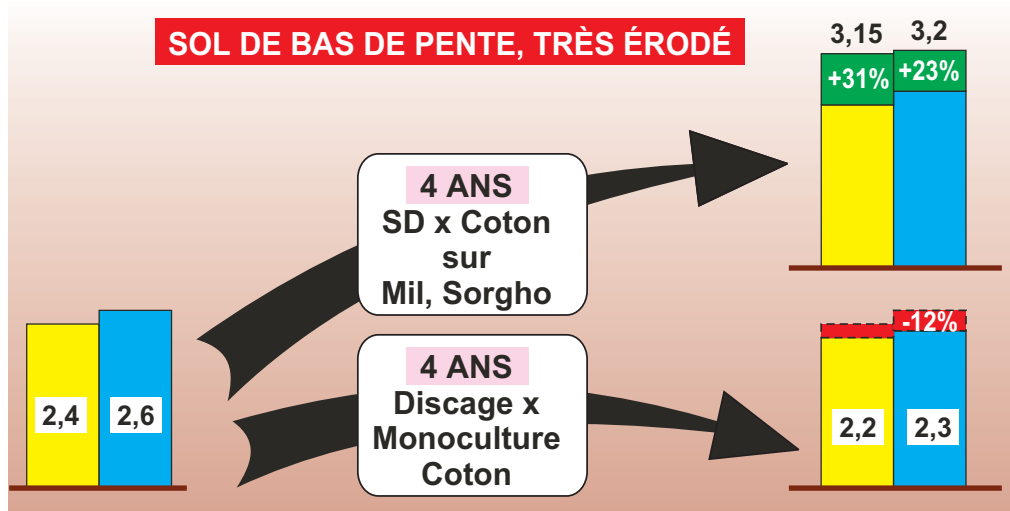 SOL DE BAS DE PENTE, TRÈS ÉRODÉ
3,15 3,2
+31% +23%
4 ANS
SD x Coton
sur
Mil, Sorgho
2,4 2,6
4 ANS
Discage x
Monoculture
Coton
-12%
2,2 2,3